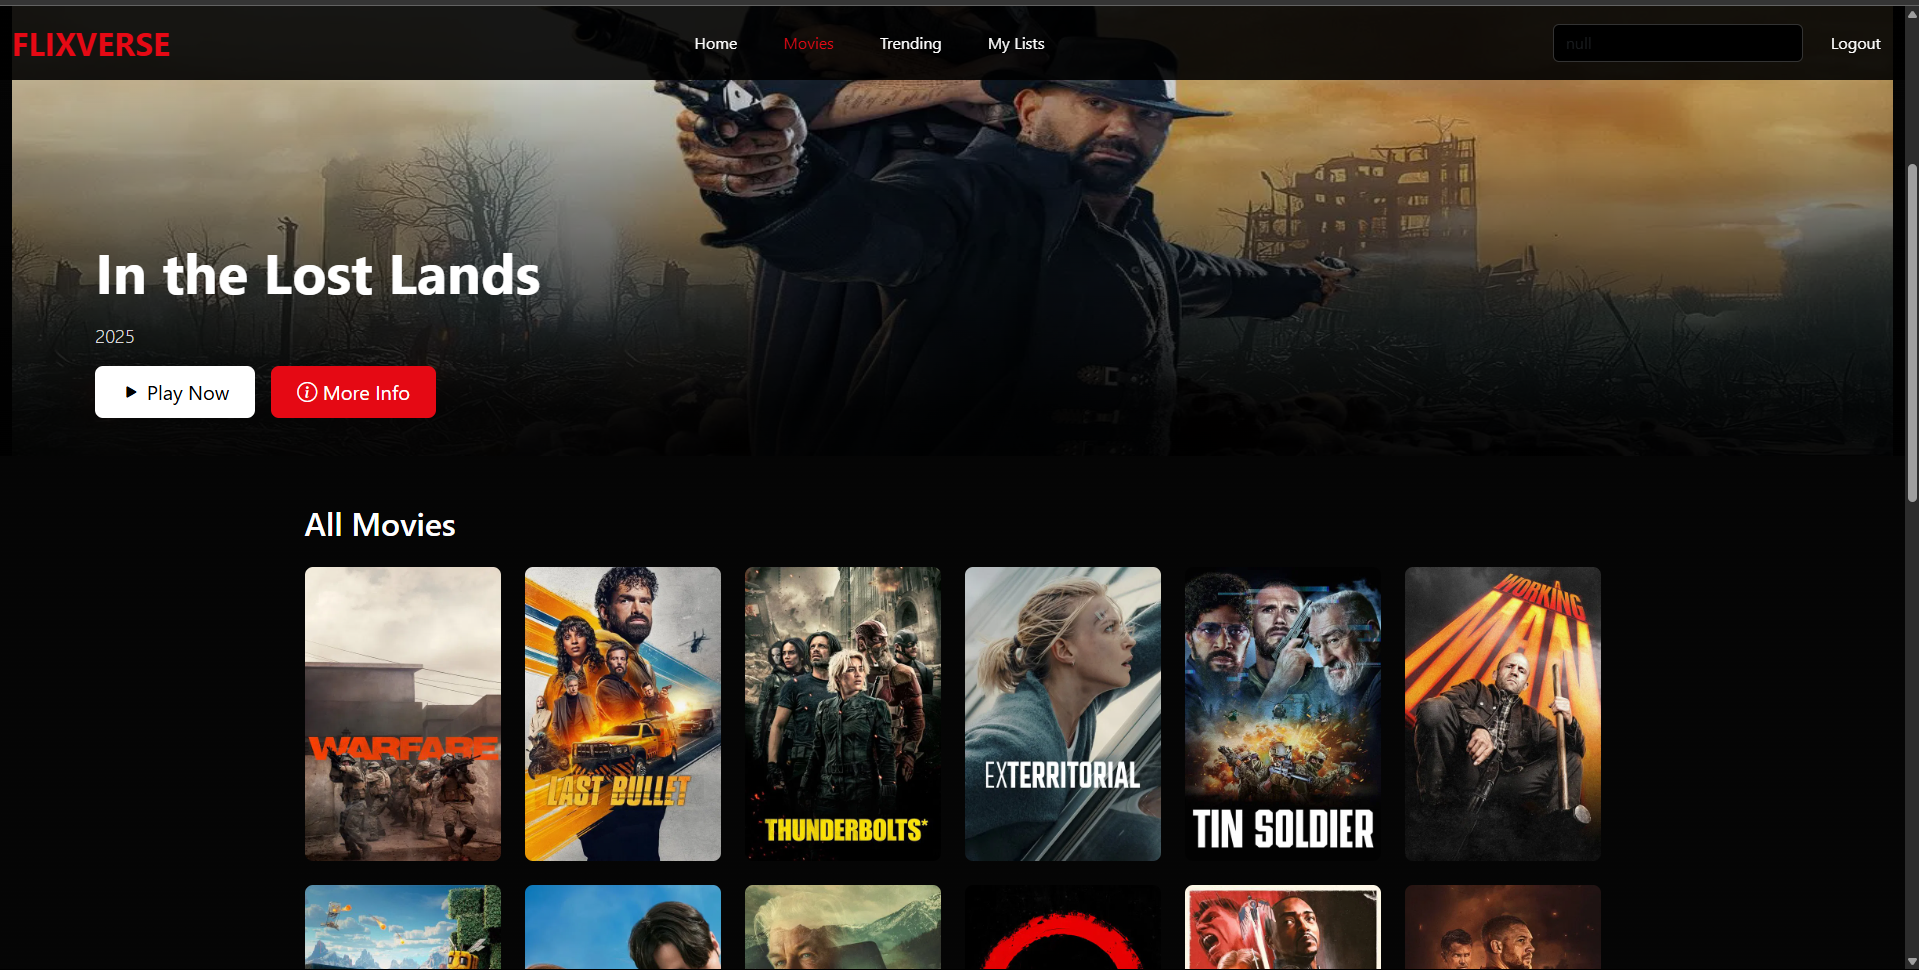 FLIXVERSE
Home
Movies
Trending
My Lists
null
Logout
In the Lost Lands
2025
Play Now
More Info
All Movies
WARFARE
LAST BULLET
THUNDERBOLTS*
EXTERRITORIAL
TIN SOLDIER
A
WORKING
MAN